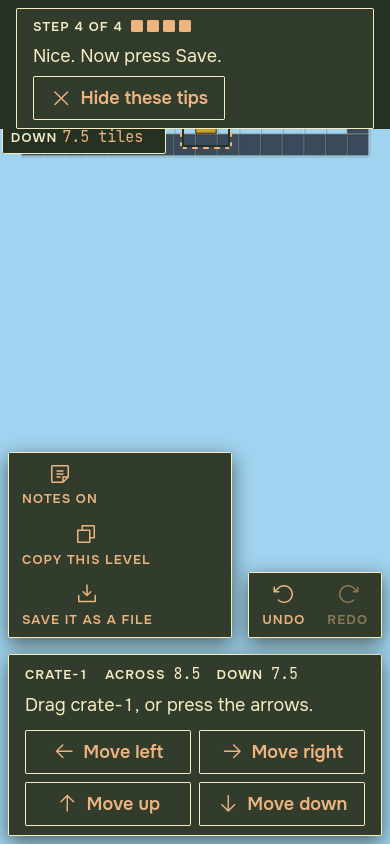 STEP 4 OF 4
Nice. Now press Save.
Hide these tips
DOWN 7.5 tiles
NOTES ON
COPY THIS LEVEL
SAVE IT AS A FILE
UNDO REDO
CRATE-1 ACROSS 8.5 DOWN 7.5
Drag crate-1, or press the arrows.
Move left Move right
Move up Move down